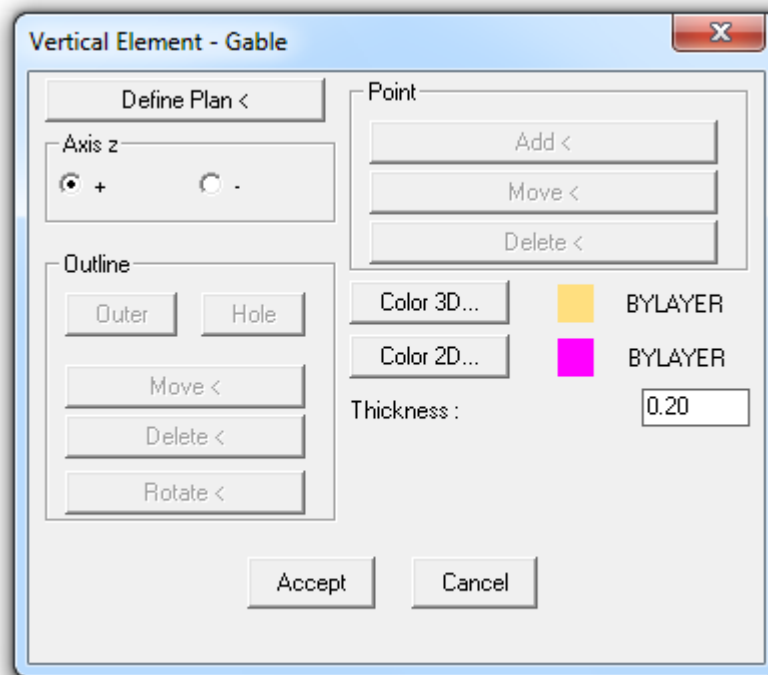 Vertical Element - Gable
Define Plan <
Axis z
+ -
Outline
Outer Hole
Move <
Delete <
Rotate <
Point
Add <
Move <
Delete <
Color 3D... BYLAYER
Color 2D... BYLAYER
Thickness : 0.20
Accept Cancel